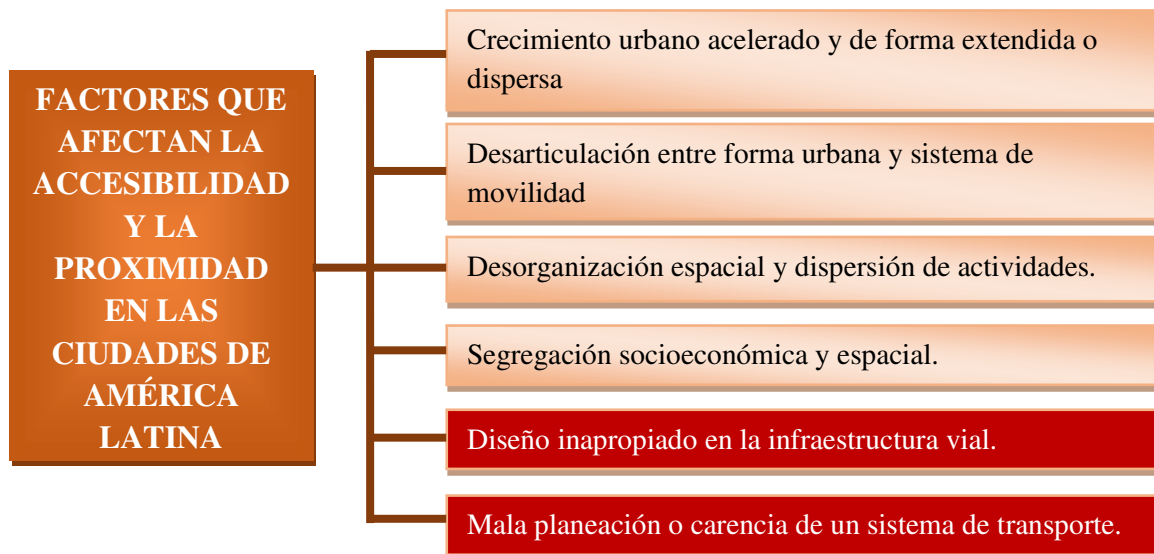 FACTORES QUE
AFECTAN LA
ACCESIBILIDAD
Y LA
PROXIMIDAD
EN LAS
CIUDADES DE
AMÉRICA
LATINA
Crecimiento urbano acelerado y de forma extendida o
dispersa
Desarticulación entre forma urbana y sistema de
movilidad
Desorganización espacial y dispersión de actividades.
Segregación socioeconómica y espacial.
Diseño inapropiado en la infraestructura vial.
Mala planeación o carencia de un sistema de transporte.